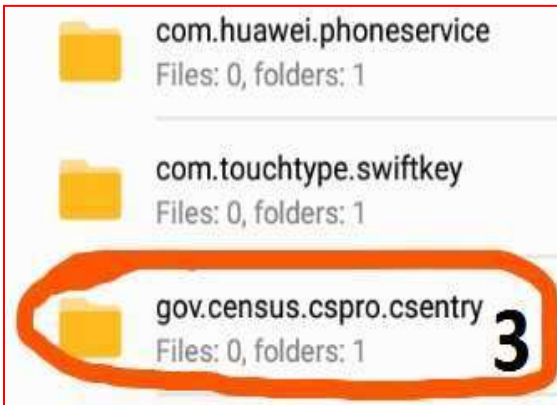 com.huawei.phoneservice
Files: 0, folders: 1
com.touchtype.swiftkey
Files: 0, folders: 1
gov.census.cspro.csentry
Files: 0, folders: 1
3